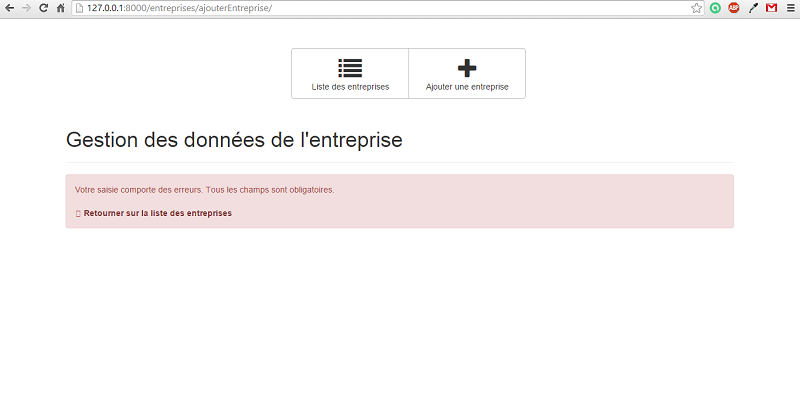 127.0.0.1:8000/entreprises/ajouterEntreprise/
ABP
Liste des entreprises
Ajouter une entreprise
Gestion des données de l'entreprise
Votre saisie comporte des erreurs. Tous les champs sont obligatoires.
Retourner sur la liste des entreprises